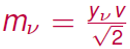 m_ν = \frac{y_ν v}{\sqrt{2}}